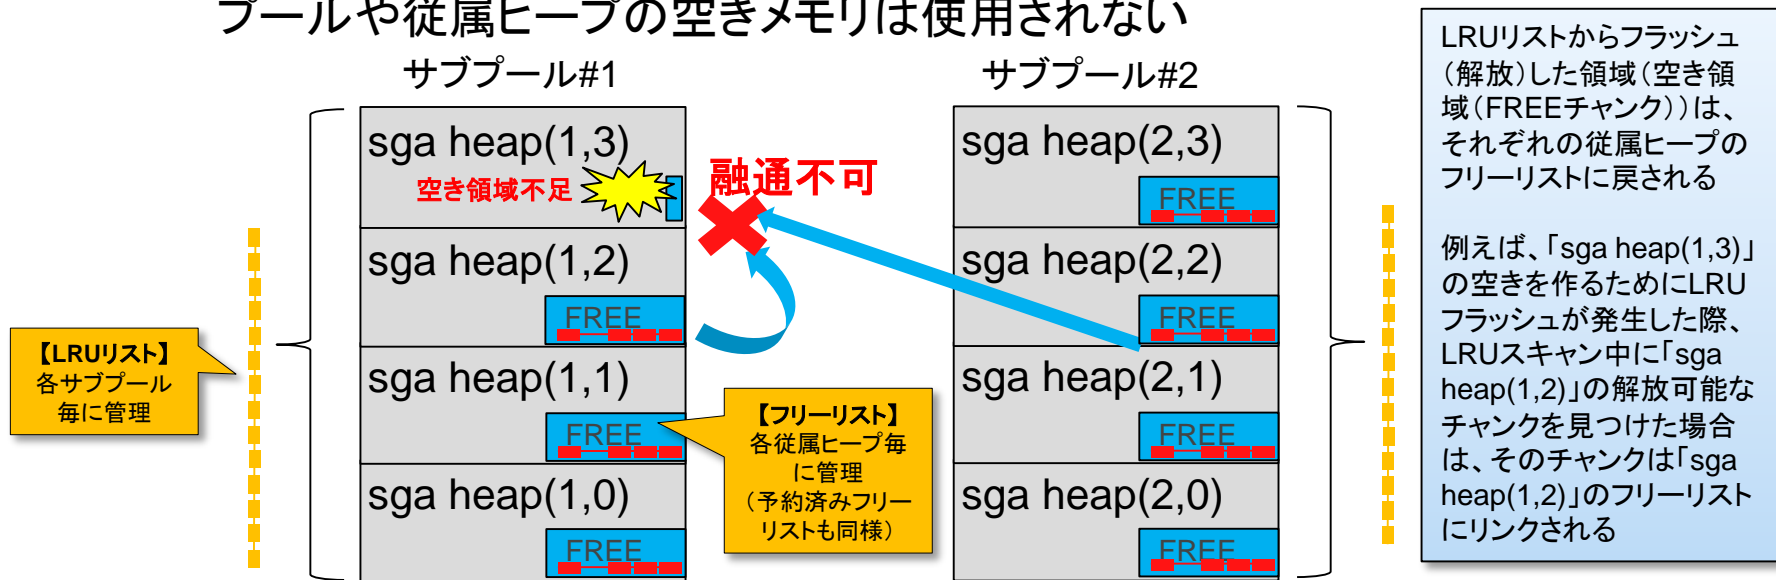 プールや従属ヒープの空きメモリは使用されない
サブプール#1
サブプール#2
sga heap(1,3)
空き領域不足
融通不可
sga heap(1,2)
FREE
sga heap(1,1)
FREE
sga heap(1,0)
FREE
sga heap(2,3)
FREE
sga heap(2,2)
FREE
sga heap(2,1)
FREE
sga heap(2,0)
FREE
【LRUリスト】
各サブプール
毎に管理
【フリーリスト】
各従属ヒープ毎
に管理
（予約済みフリー
リストも同様）
LRUリストからフラッシュ
（解放）した領域（空き領
域（FREEチャンク））は、
それぞれの従属ヒープの
フリーリストに戻される
例えば、「sga heap(1,3)」
の空きを作るためにLRU
フラッシュが発生した際、
LRUスキャン中に「sga
heap(1,2)」の解放可能な
チャンクを見つけた場合
は、そのチャンクは「sga
heap(1,2)」のフリーリスト
にリンクされる